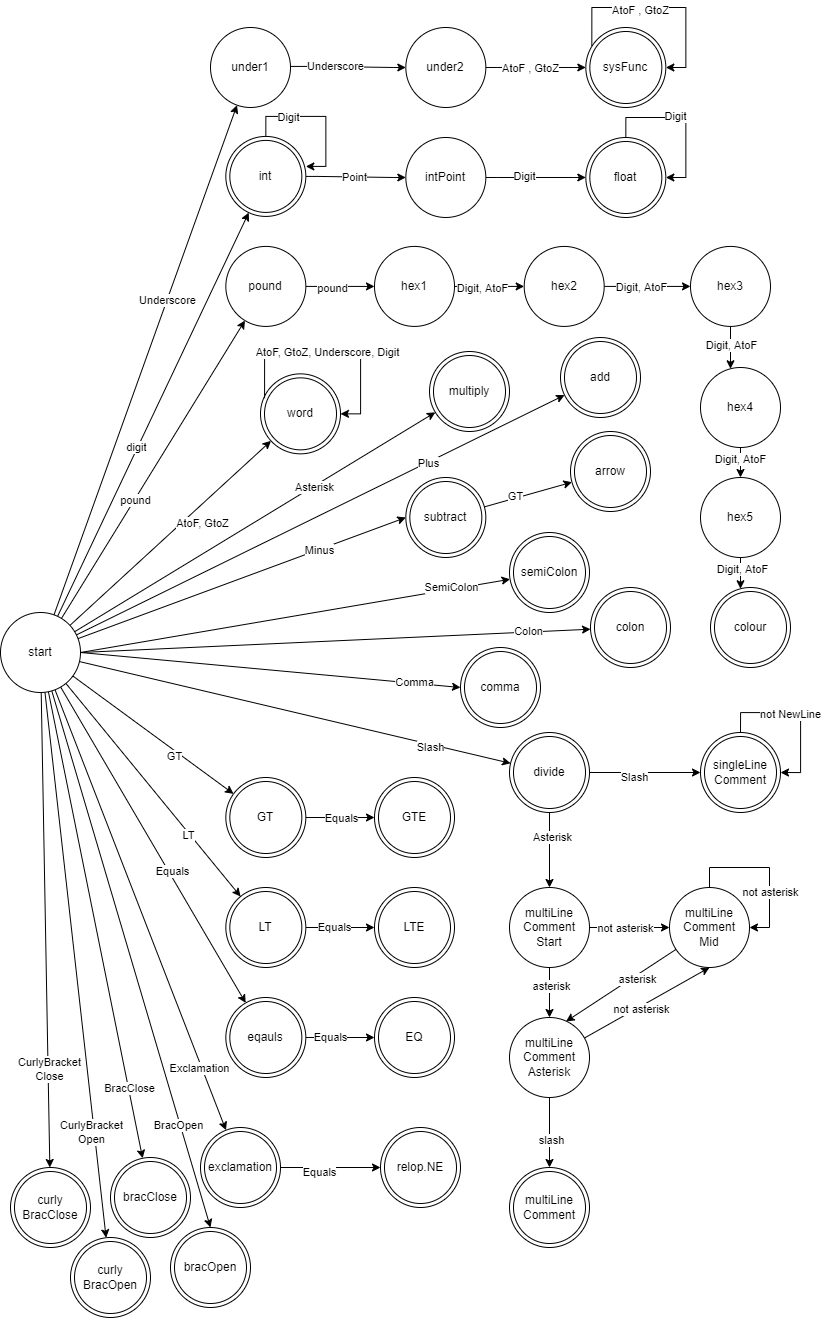 AtoF , GtoZ
under1
Underscore
under2
AtoF , GtoZ
sysFunc
Digit
Digit
int
Point
intPoint
Digit
float
pound
pound
hex1
Digit, AtoF
hex2
Digit, AtoF
hex3
Underscore
Digit, AtoF
AtoF, GtoZ, Underscore, Digit
word
multiply
add
hex4
digit
Plus
Digit, AtoF
arrow
Asterisk
pound
GT
AtoF, GtoZ
subtract
hex5
Minus
Digit, AtoF
semiColon
SemiColon
colon
colour
Colon
start
Comma
comma
not NewLine
Slash
GT
divide
Slash
singleLine
Comment
GT
Equals
GTE
LT
Asterisk
Equals
not asterisk
LT
Equals
LTE
multiLine
Comment
Start
not asterisk
multiLine
Comment
Mid
asterisk
asterisk
not asterisk
eqauls
Equals
EQ
multiLine
Comment
Asterisk
CurlyBracket
Close
Exclamation
BracClose
CurlyBracket
Open
BracOpen
slash
exclamation
Equals
relop.NE
curly
BracClose
bracClose
multiLine
Comment
curly
BracOpen
bracOpen